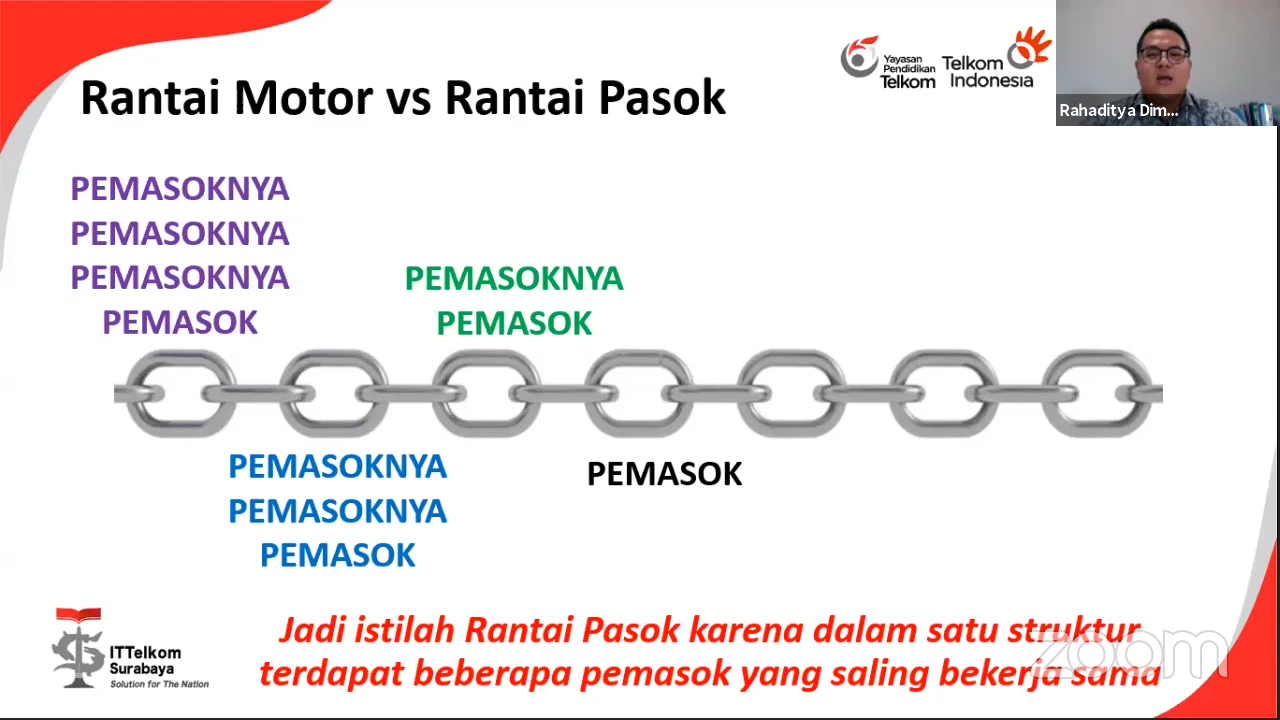 Rantai Motor vs Rantai Pasok
Yayasan
Pendidikan
Telkom
Telkom
Indonesia
Rahaditya Dim...
PEMASOKNYA
PEMASOKNYA
PEMASOKNYA
PEMASOK
PEMASOKNYA
PEMASOK
PEMASOKNYA
PEMASOKNYA
PEMASOK
PEMASOK
Jadi istilah Rantai Pasok karena dalam satu struktur
terdapat beberapa pemasok yang saling bekerja sama
ITTelkom
Surabaya
Solution for The Nation
zoom